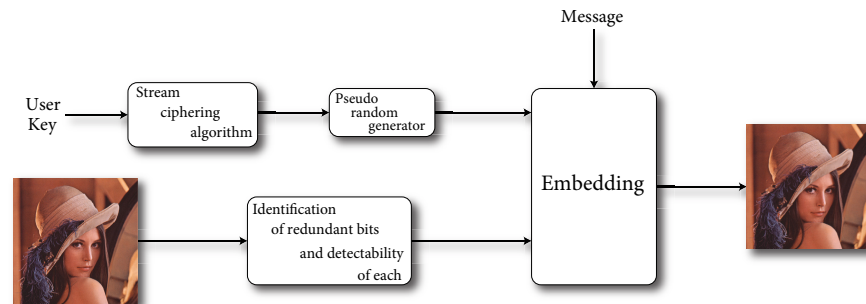 Message
User
Key
Stream
ciphering
algorithm
Pseudo
random
generator
Embedding
Identification
of redundant bits
and detectability
of each